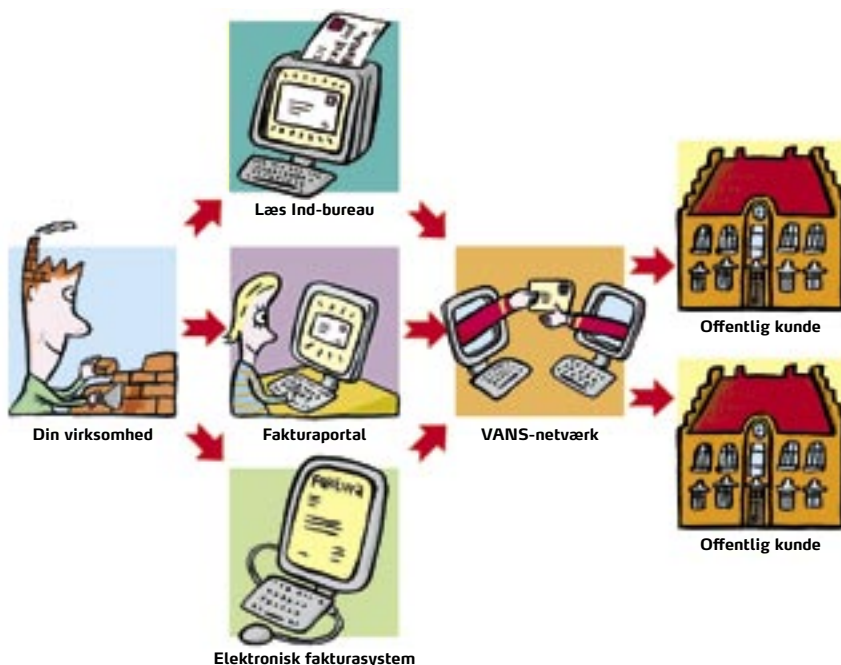 Læs Ind-bureau
Din virksomhed
Fakturaportal
VANS-netværk
Offentlig kunde
Offentlig kunde
Faktura
Elektronisk fakturasystem